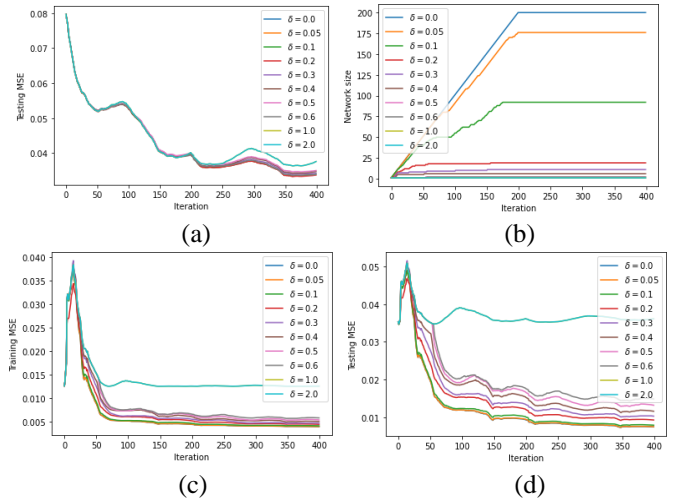 0.08
0.07
0.06
0.05
0.04
Testing MSE
0 50 100 150 200 250 300 350 400
Iteration
δ = 0.0
δ = 0.05
δ = 0.1
δ = 0.2
δ = 0.3
δ = 0.4
δ = 0.5
δ = 0.6
δ = 1.0
δ = 2.0
(a)
200
175
150
125
100
75
50
25
0
Network size
0 50 100 150 200 250 300 350 400
Iteration
δ = 0.0
δ = 0.05
δ = 0.1
δ = 0.2
δ = 0.3
δ = 0.4
δ = 0.5
δ = 0.6
δ = 1.0
δ = 2.0
(b)
0.040
0.035
0.030
0.025
0.020
0.015
0.010
0.005
Training MSE
0 50 100 150 200 250 300 350 400
Iteration
δ = 0.0
δ = 0.05
δ = 0.1
δ = 0.2
δ = 0.3
δ = 0.4
δ = 0.5
δ = 0.6
δ = 1.0
δ = 2.0
(c)
0.05
0.04
0.03
0.02
0.01
Testing MSE
0 50 100 150 200 250 300 350 400
Iteration
δ = 0.0
δ = 0.05
δ = 0.1
δ = 0.2
δ = 0.3
δ = 0.4
δ = 0.5
δ = 0.6
δ = 1.0
δ = 2.0
(d)